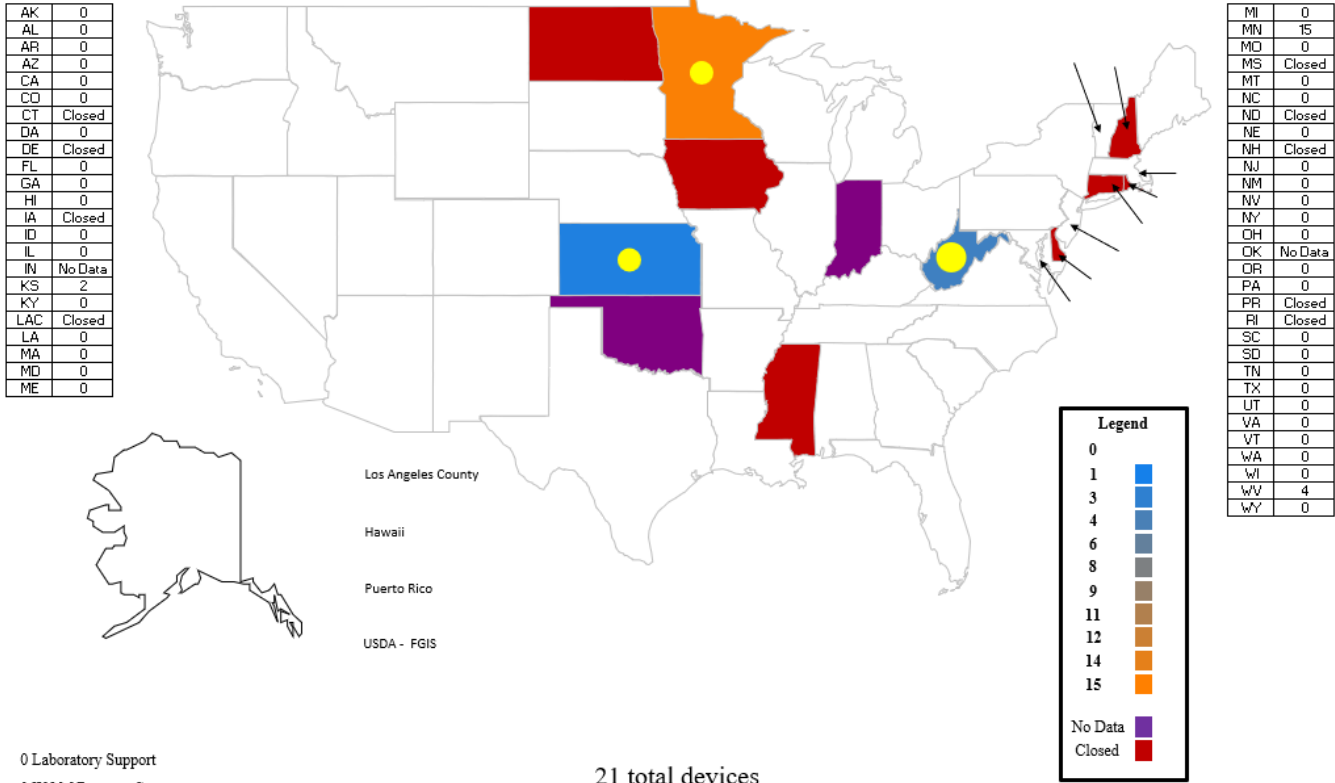 AK 0
AL 0
AR 0
AZ 0
CA 0
CO 0
CT Closed
DA 0
DE Closed
FL 0
GA 0
HI 0
IA Closed
ID 0
IL 0
IN No Data
KS 2
KY 0
LAC Closed
LA 0
MA 0
MD 0
ME 0
MI 0
MN 15
MO 0
MS Closed
MT 0
NC 0
ND Closed
NE 0
NH Closed
NJ 0
NM 0
NV 0
NY 0
OH 0
OK No Data
OR 0
PA 0
PR Closed
RI Closed
SC 0
SD 0
TN 0
TX 0
UT 0
VA 0
VT 0
WA 0
WI 0
WV 4
WY 0
Los Angeles County
Hawaii
Puerto Rico
USDA - FGIS
Legend
0
1
3
4
6
8
9
11
12
14
15
No Data
Closed
0 Laboratory Support
21 total devices